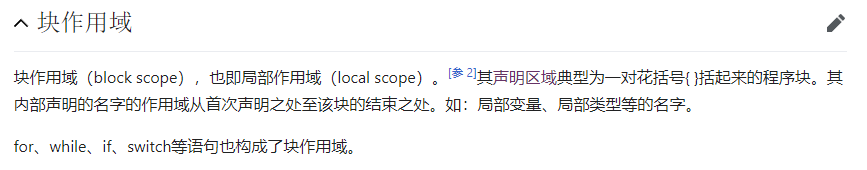 块作用域
块作用域（block scope），也即局部作用域（local scope）。[参 2]其声明区域典型为一对花括号{ }括起来的程序块。其
内部声明的名字的作用域从首次声明之处至该块的结束之处。如：局部变量、局部类型等的名字。
for、while、if、switch等语句也构成了块作用域。